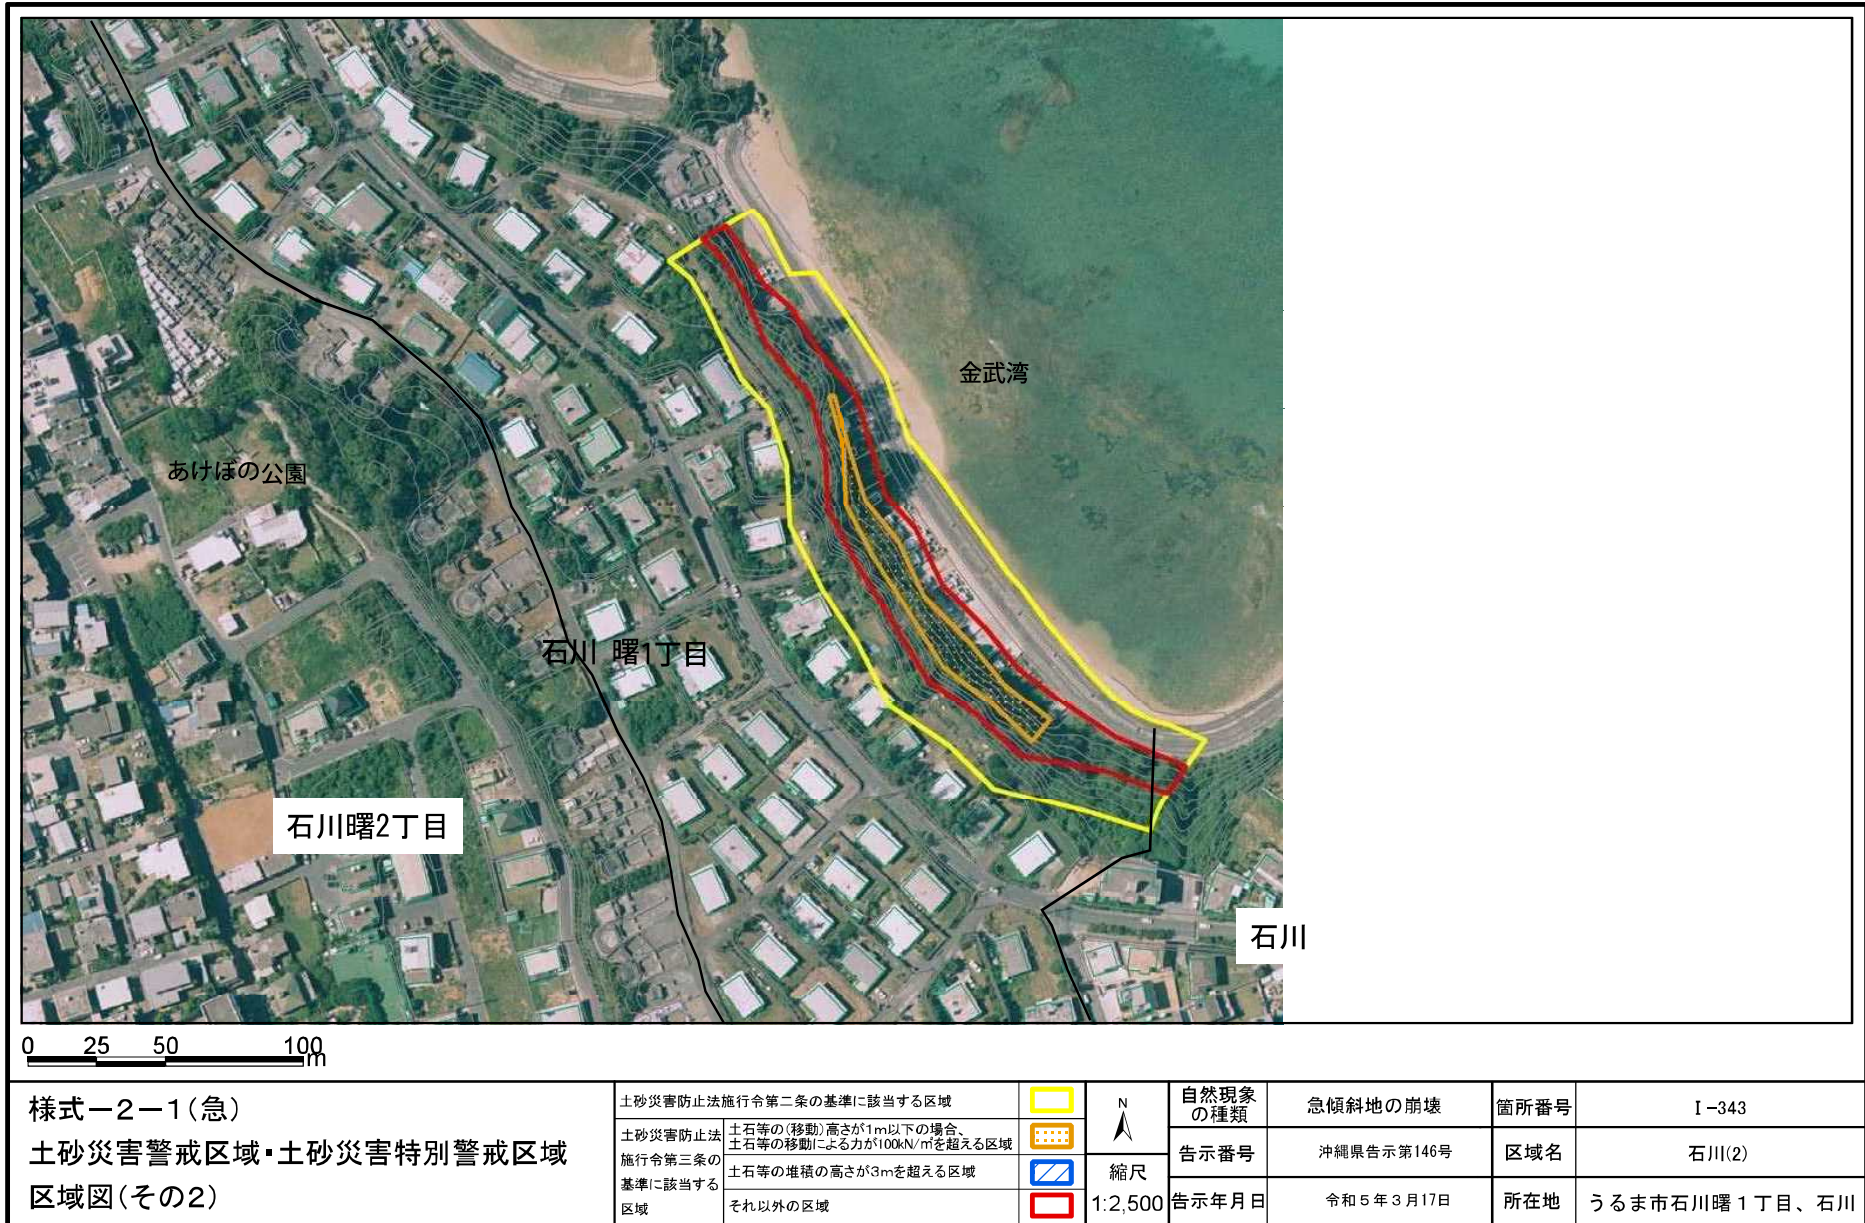 金武湾
あけぼの公園
石川 曙1丁目
石川曙2丁目
石川
0 25 50 100m
様式－2－1(急)
土砂災害警戒区域・土砂災害特別警戒区域
区域図(その2)
土砂災害防止法施行令第二条の基準に該当する区域
土砂災害防止法
施行令第三条の
基準に該当する
区域
土石等の(移動)高さが1m以下の場合、
土石等の移動による力が100kN/㎡を超える区域
土石等の堆積の高さが3mを超える区域
それ以外の区域
N
縮尺
1:2,500
自然現象
の種類
急傾斜地の崩壊
箇所番号
Ⅰ-343
告示番号
沖縄県告示第146号
区域名
石川(2)
告示年月日
令和５年３月17日
所在地
うるま市石川曙１丁目、石川